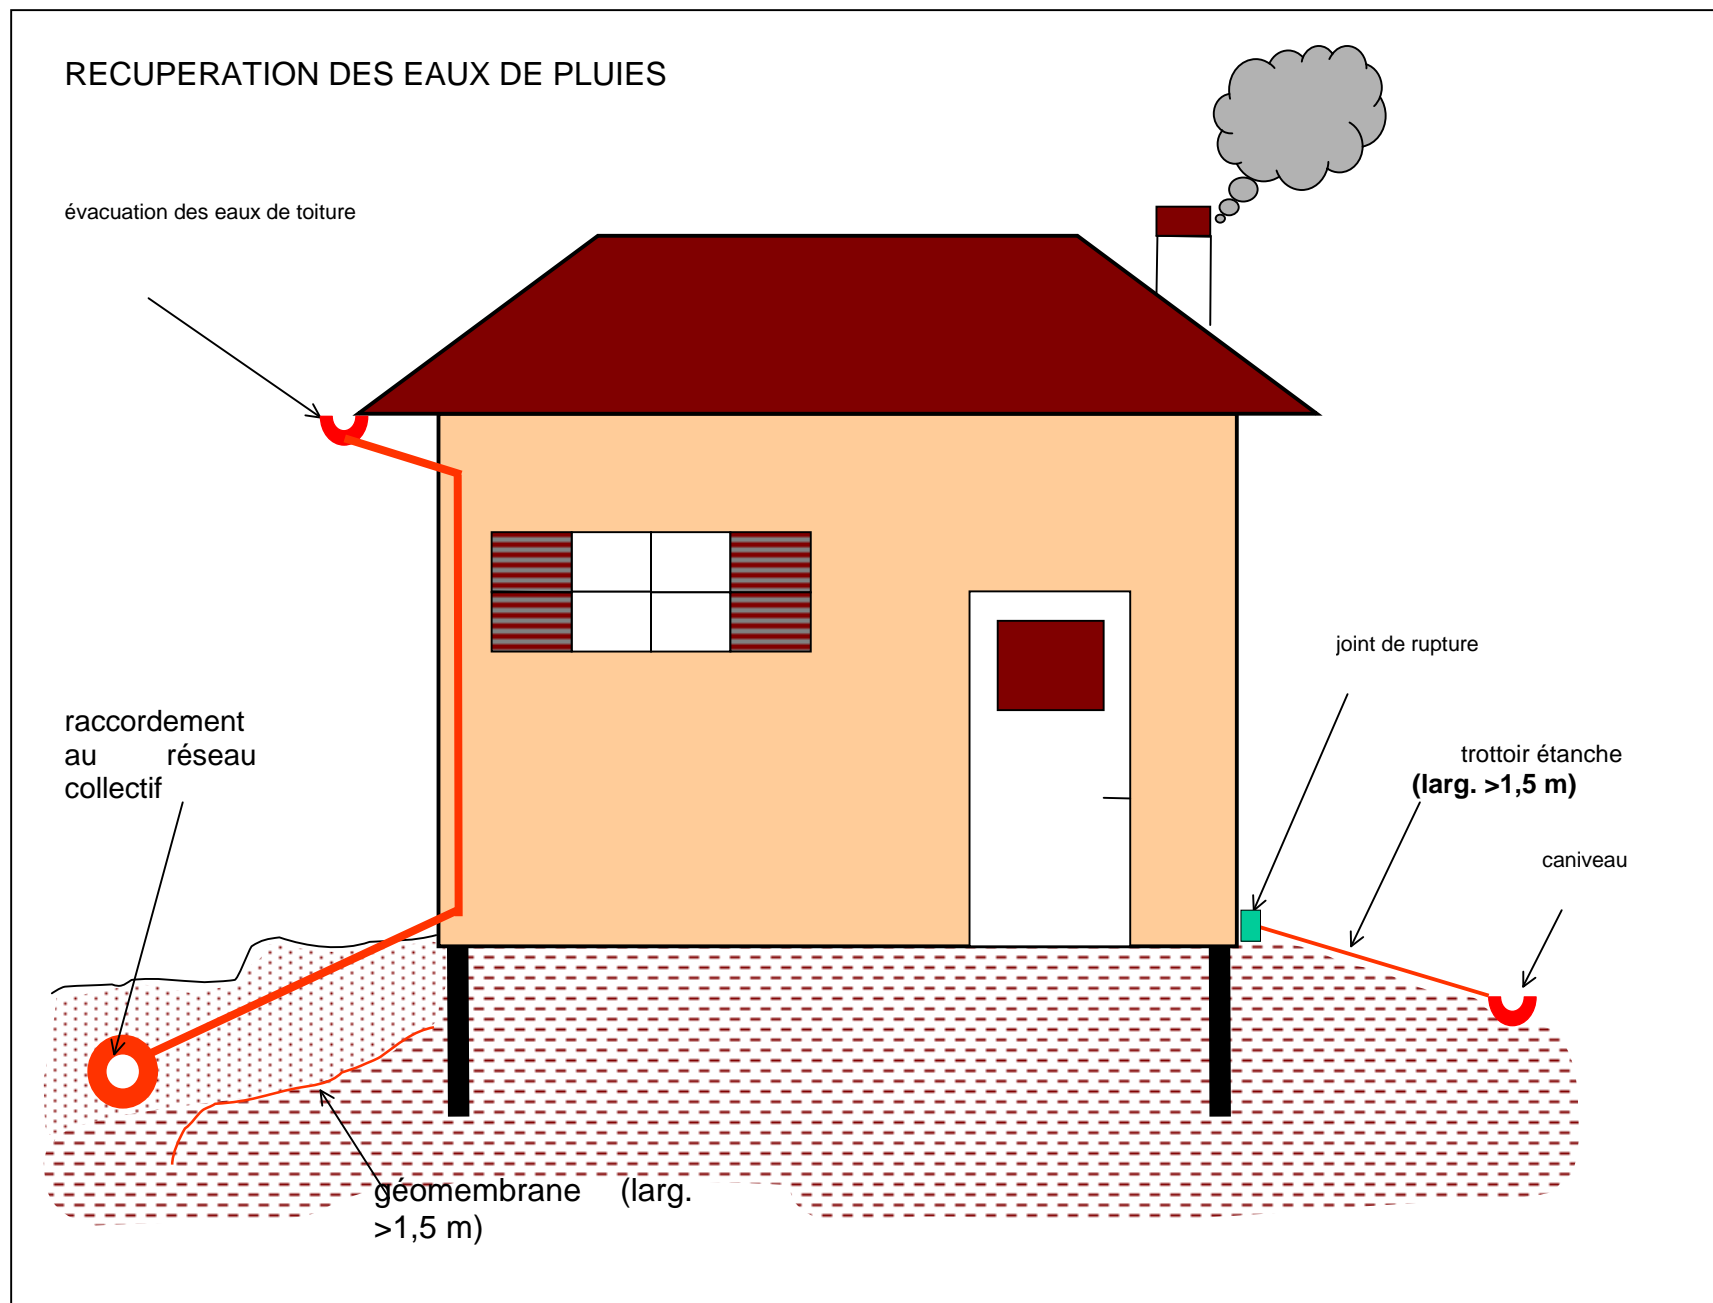 RECUPERATION DES EAUX DE PLUIES
évacuation des eaux de toiture
joint de rupture
raccordement
au réseau
collectif
trottoir étanche
(larg. >1,5 m)
caniveau
géomembrane (larg.
>1,5 m)